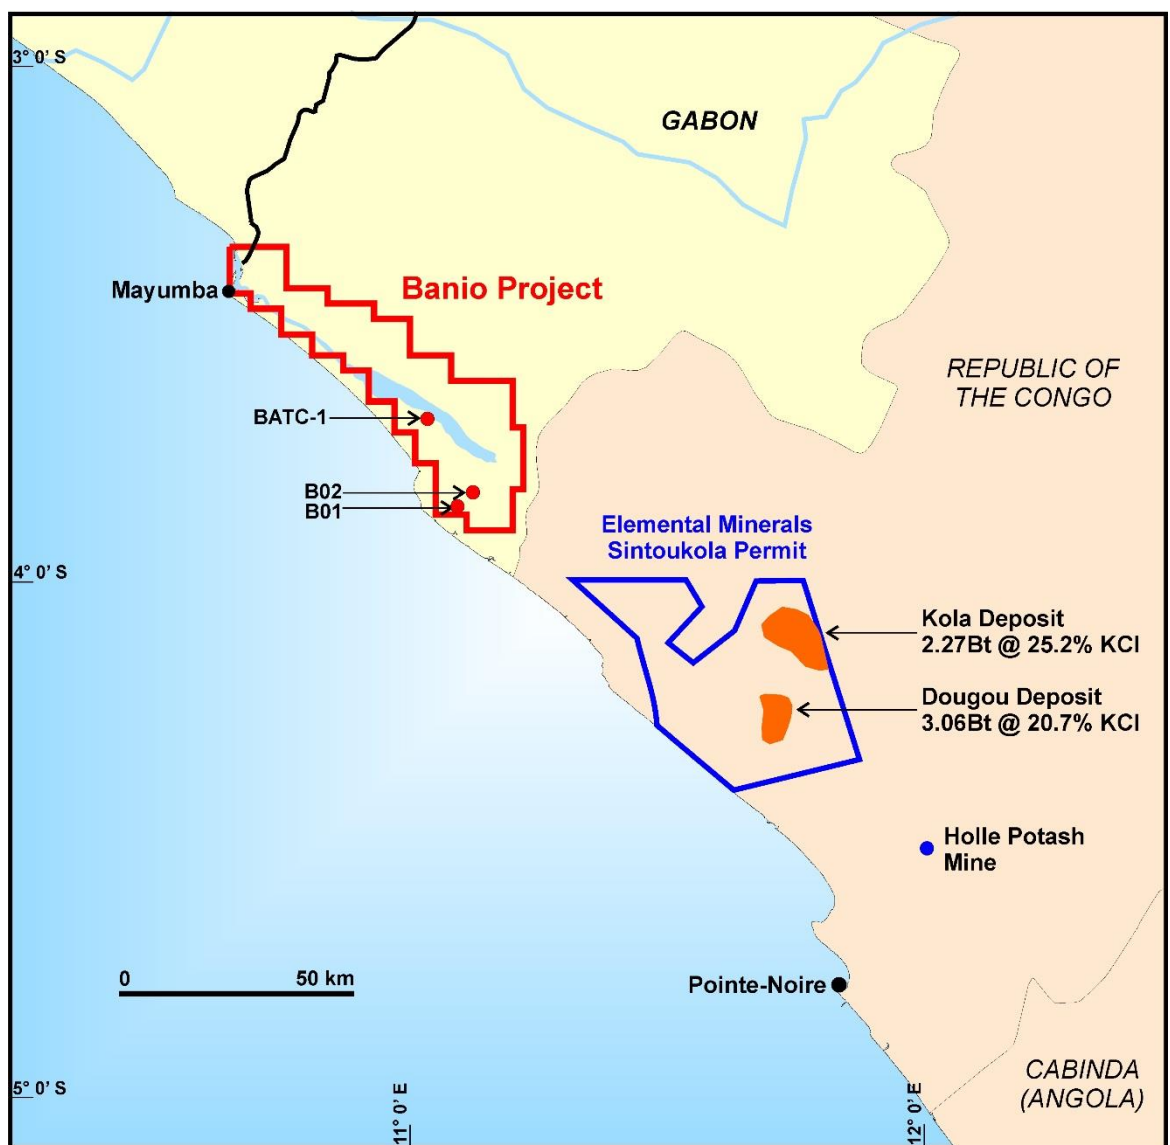 3° 0' S
GABON
Mayumba
Banio Project
BATC-1
REPUBLIC OF
THE CONGO
B02
B01
Elemental Minerals
Sintoukola Permit
4° 0' S
Kola Deposit
2.27Bt @ 25.2% KCl
Dougou Deposit
3.06Bt @ 20.7% KCl
Holle Potash
Mine
0 50 km
Pointe-Noire
5° 0' S
11° 0' E
12° 0' E
CABINDA
(ANGOLA)